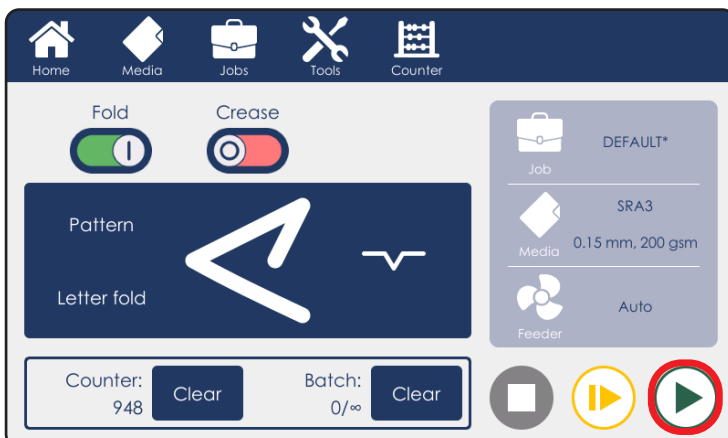 Home Media Jobs Tools Counter
Fold Crease
Pattern
Letter fold
Counter:
948
Clear
Batch:
0/∞
Clear
Job
DEFAULT*
Media
SRA3
0.15 mm, 200 gsm
Feeder
Auto